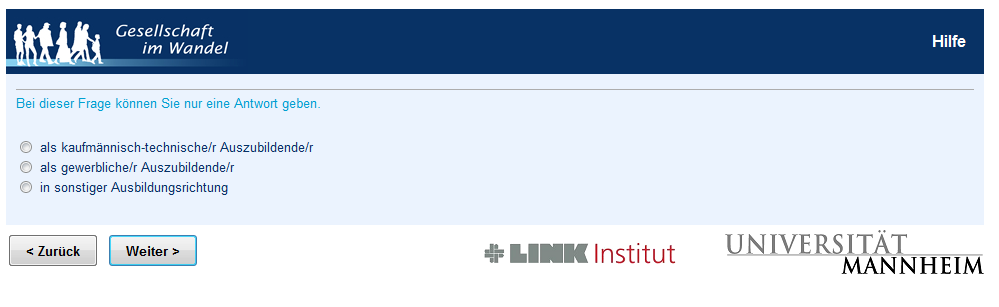 Gesellschaft
im Wandel
Hilfe
Bei dieser Frage können Sie nur eine Antwort geben.
als kaufmännisch-technische/r Auszubildende/r
als gewerbliche/r Auszubildende/r
in sonstiger Ausbildungsrichtung
< Zurück
Weiter >
LINK Institut
UNIVERSITÄT
MANNHEIM